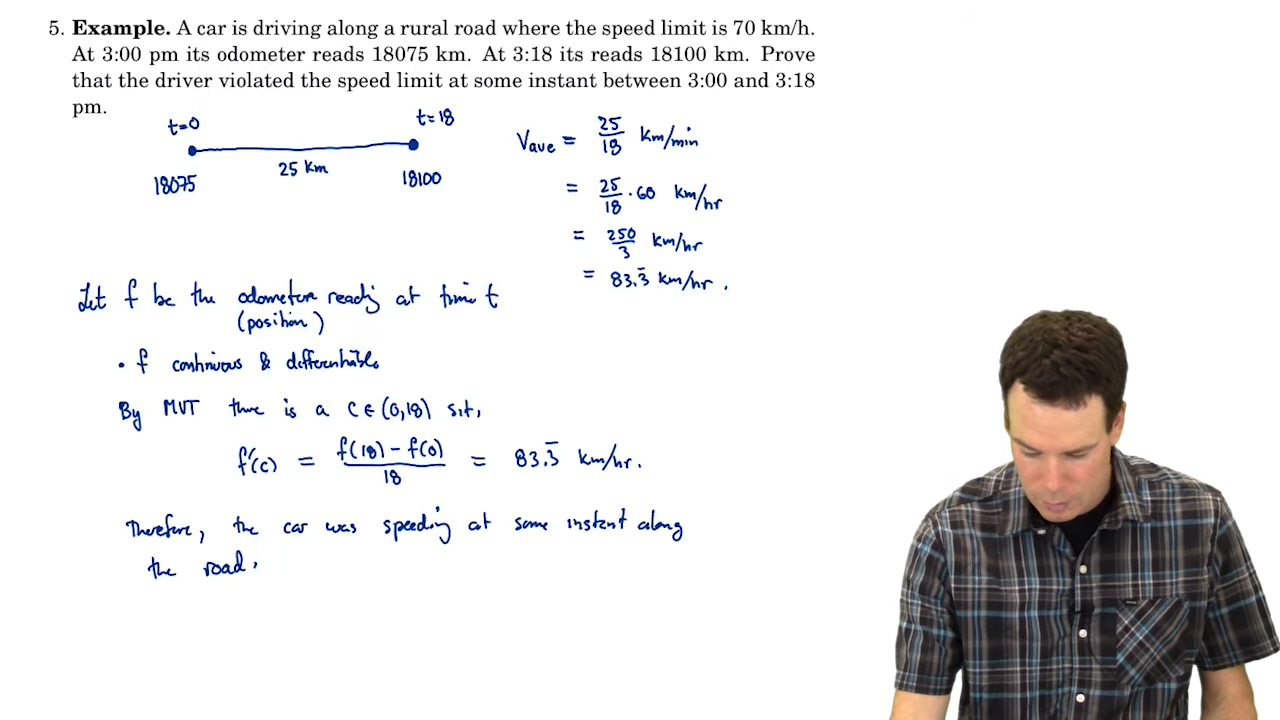 5. Example. A car is driving along a rural road where the speed limit is 70 km/h.
At 3:00 pm its odometer reads 18075 km. At 3:18 its reads 18100 km. Prove
that the driver violated the speed limit at some instant between 3:00 and 3:18
pm.
t=0
t=18
25 km
18075
18100
Vave = 25/18 km/min
= 25/18 · 60 km/hr
= 250/3 km/hr
= 83.3̄ km/hr.
Let f be the odometer reading at time t
(position)
• f continuous & differentiable
By MVT there is a c ∈ (0,18) s.t.
f'(c) = f(18) - f(0) / 18 = 83.3̄ km/hr.
Therefore, the car was speeding at some instant along
the road.